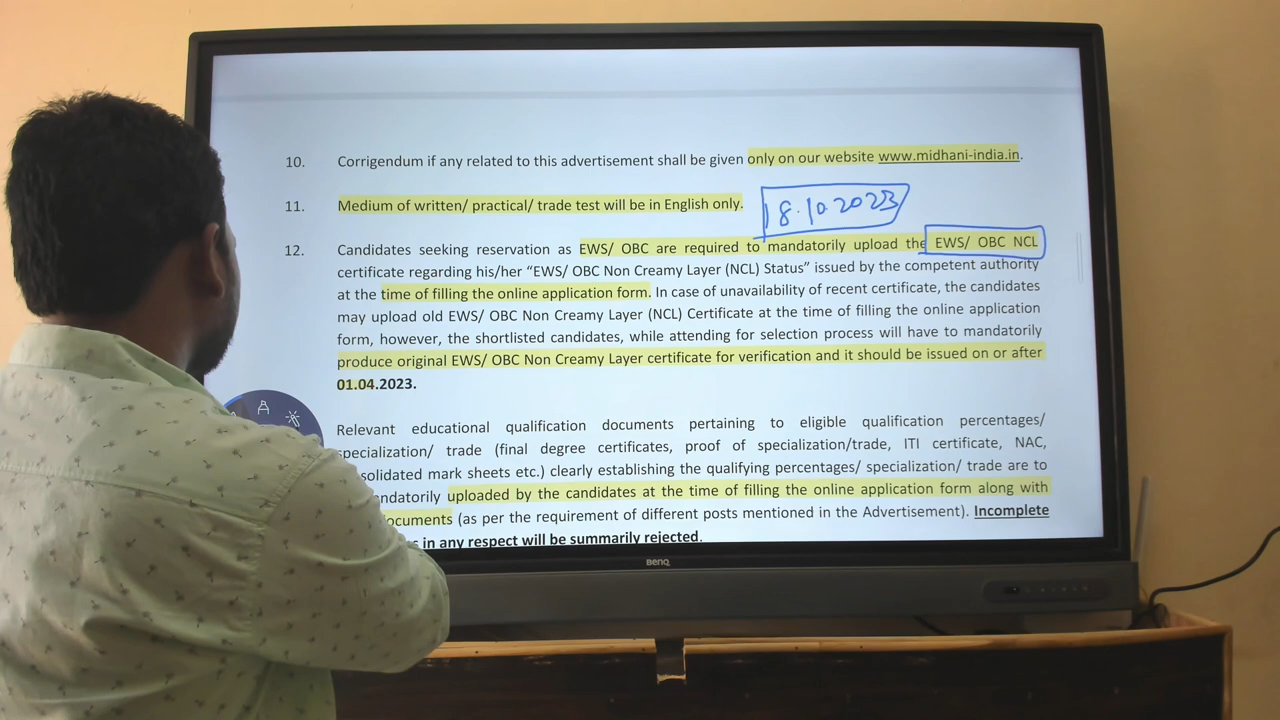 10. Corrigendum if any related to this advertisement shall be given only on our website www.midhani-india.in.
11. Medium of written/ practical/ trade test will be in English only.
18.10.2023
12. Candidates seeking reservation as EWS/ OBC are required to mandatorily upload the EWS/ OBC NCL
certificate regarding his/her “EWS/ OBC Non Creamy Layer (NCL) Status” issued by the competent authority
at the time of filling the online application form. In case of unavailability of recent certificate, the candidates
may upload old EWS/ OBC Non Creamy Layer (NCL) Certificate at the time of filling the online application
form, however, the shortlisted candidates, while attending for selection process will have to mandatorily
produce original EWS/ OBC Non Creamy Layer certificate for verification and it should be issued on or after
01.04.2023.
Relevant educational qualification documents pertaining to eligible qualification percentages/
specialization/ trade (final degree certificates, proof of specialization/trade, ITI certificate, NAC,
solidated mark sheets etc.) clearly establishing the qualifying percentages/ specialization/ trade are to
ndatorily uploaded by the candidates at the time of filling the online application form along with
ocuments (as per the requirement of different posts mentioned in the Advertisement). Incomplete
in any respect will be summarily rejected.
BenQ